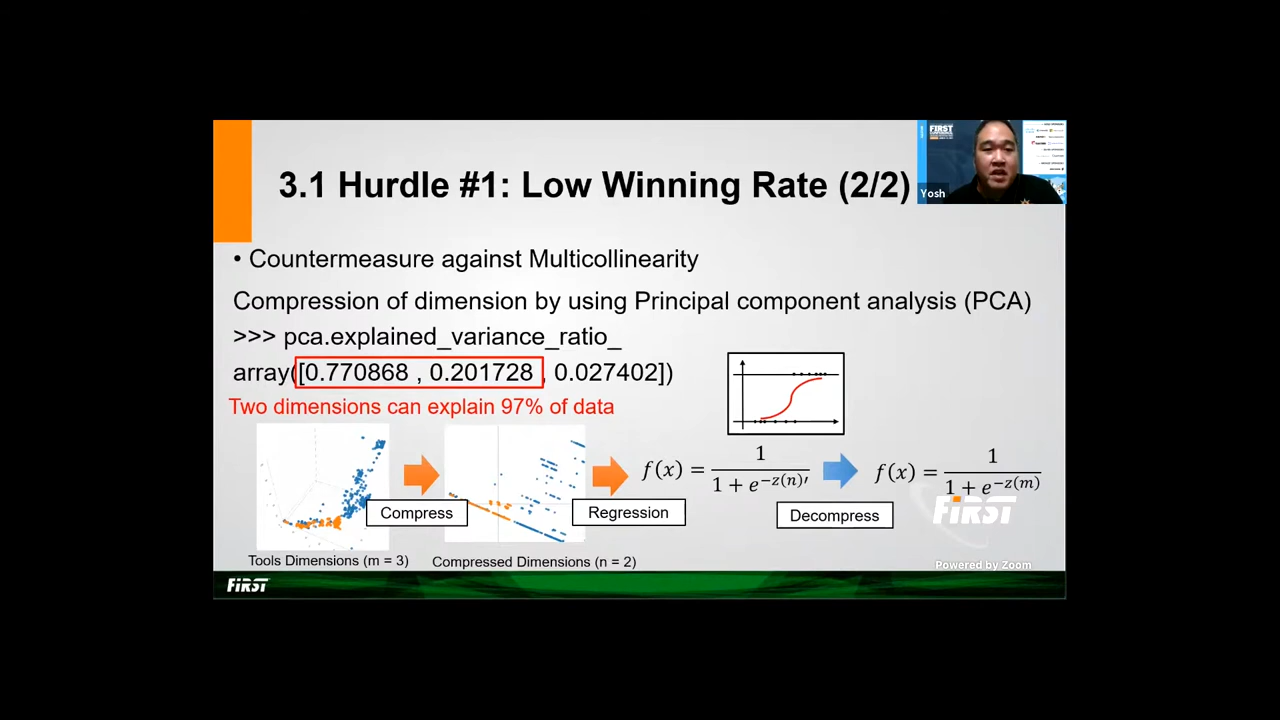 3.1 Hurdle #1: Low Winning Rate (2/2)
FIRST
Yosh
• Countermeasure against Multicollinearity
Compression of dimension by using Principal component analysis (PCA)
>>> pca.explained_variance_ratio_
array([0.770868 , 0.201728 , 0.027402])
Two dimensions can explain 97% of data
f(x) = 1 / 1 + e^{-z(n)′}
f(x) = 1 / 1 + e^{-z(m)}
Compress
Regression
Decompress
FiRST
Tools Dimensions (m = 3)
Compressed Dimensions (n = 2)
Powered by Zoom
FiRST